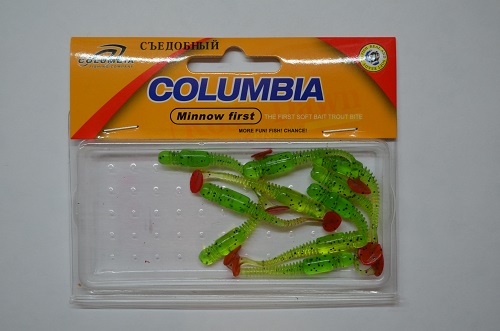 СЪЕДОБНЫЙ
COLUMBIA
COLUMBIA
Minnow first
THE FIRST SOFT BAIT TROUT BITE
MORE FUN! FISH! CHANCE!